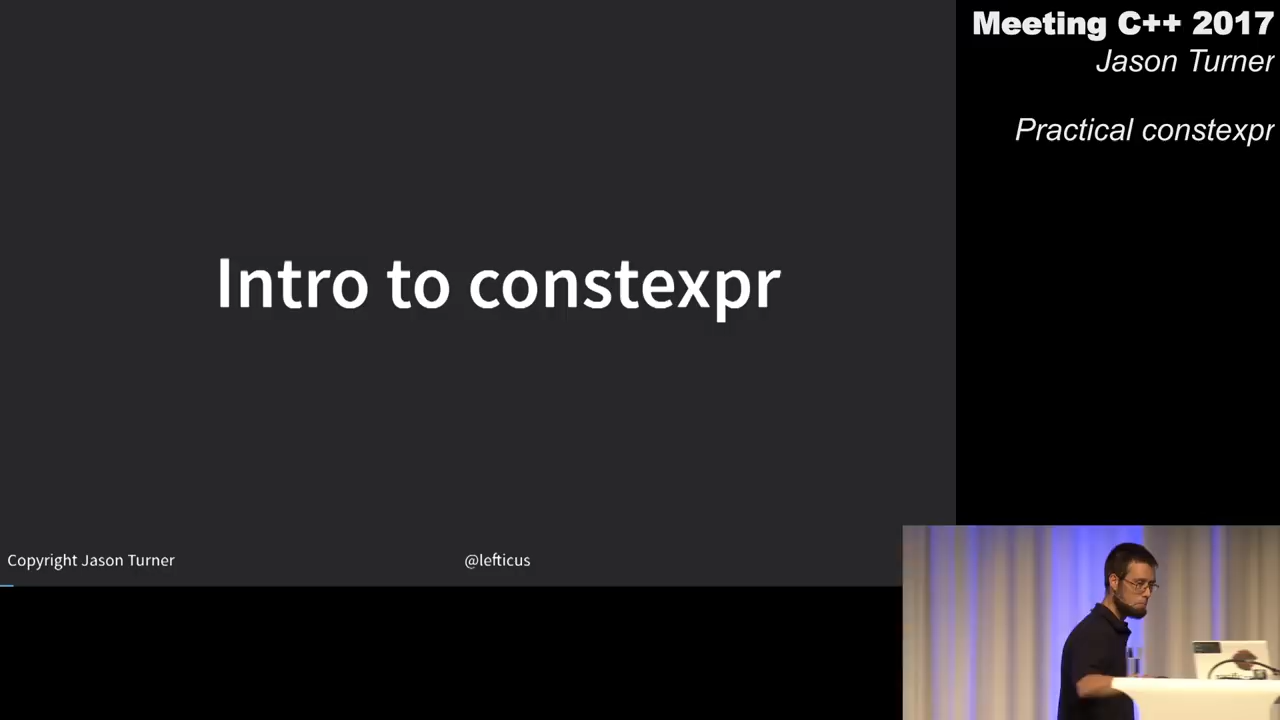 Meeting C++ 2017
Jason Turner
Practical constexpr
Intro to constexpr
Copyright Jason Turner
@lefticus